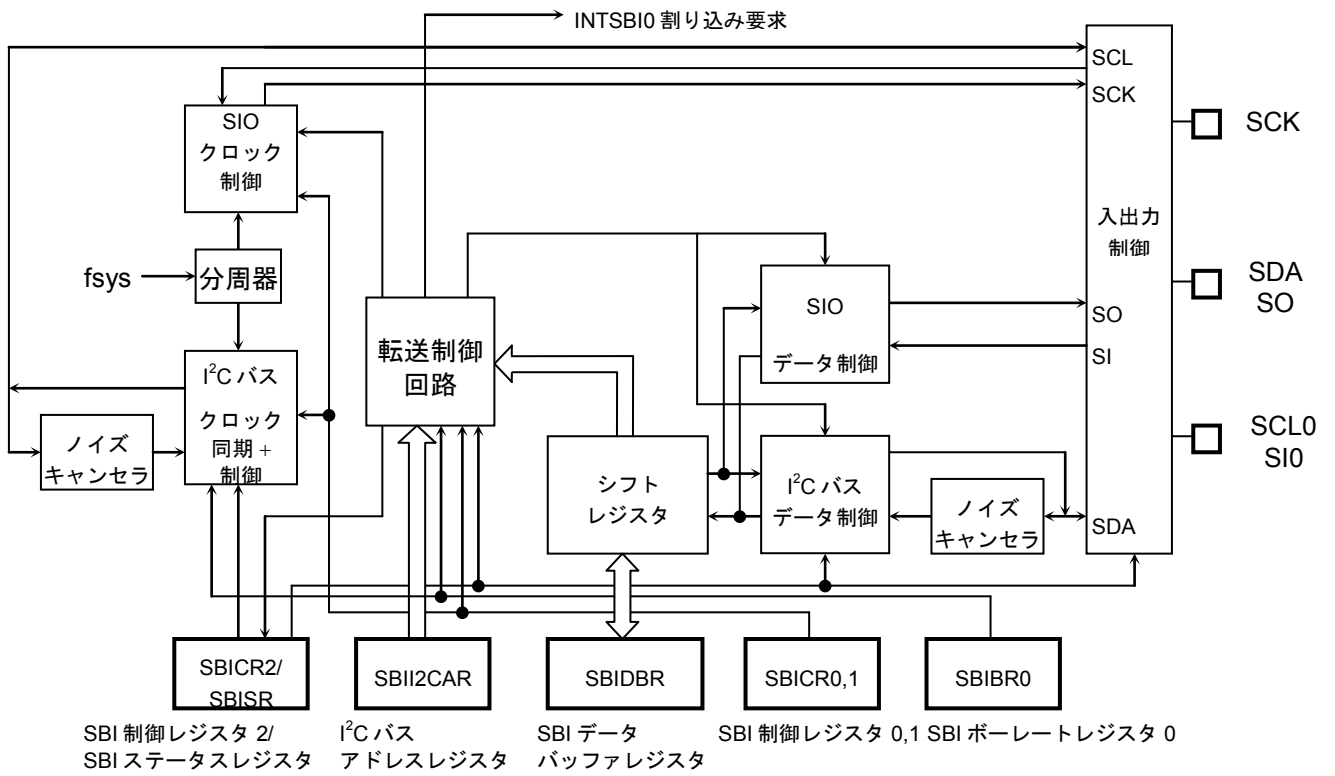 INTSBI0 割り込み要求
SCL
SCK
SIO
クロック
制御
SCK
入出力
制御
fsys
分周器
SIO
データ制御
SDA
SO
SO
SI
転送制御
回路
I²C バス
クロック
同期 +
制御
ノイズ
キャンセラ
シフト
レジスタ
I²C バス
データ制御
ノイズ
キャンセラ
SDA
SCL0
SI0
SBICR2/
SBISR
SBII2CAR
SBIDBR
SBICR0,1
SBIBR0
SBI 制御レジスタ 2/
SBI ステータスレジスタ
I²C バス
アドレスレジスタ
SBI データ
バッファレジスタ
SBI 制御レジスタ 0,1
SBI ボーレートレジスタ 0